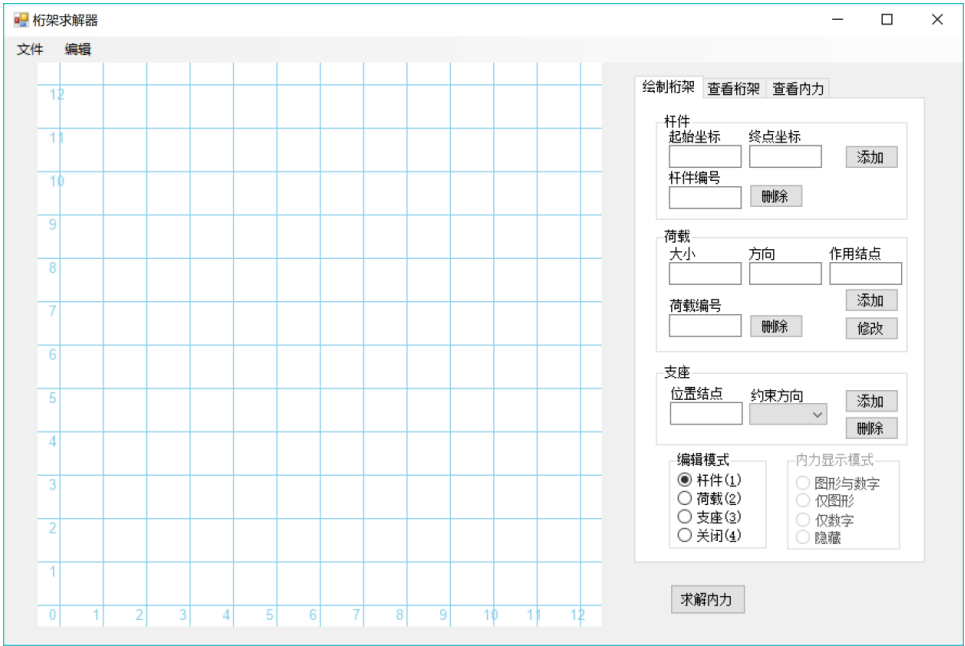 桁架求解器
文件 编辑
绘制桁架 查看桁架 查看内力
杆件
起始坐标 终点坐标
添加
杆件编号
删除
荷载
大小 方向 作用结点
添加
荷载编号
删除 修改
支座
位置结点 约束方向
添加
删除
编辑模式
杆件(1)
荷载(2)
支座(3)
关闭(4)
内力显示模式
图形与数字
仅图形
仅数字
隐藏
求解内力
12
11
10
9
8
7
6
5
4
3
2
1
0 1 2 3 4 5 6 7 8 9 10 11 12